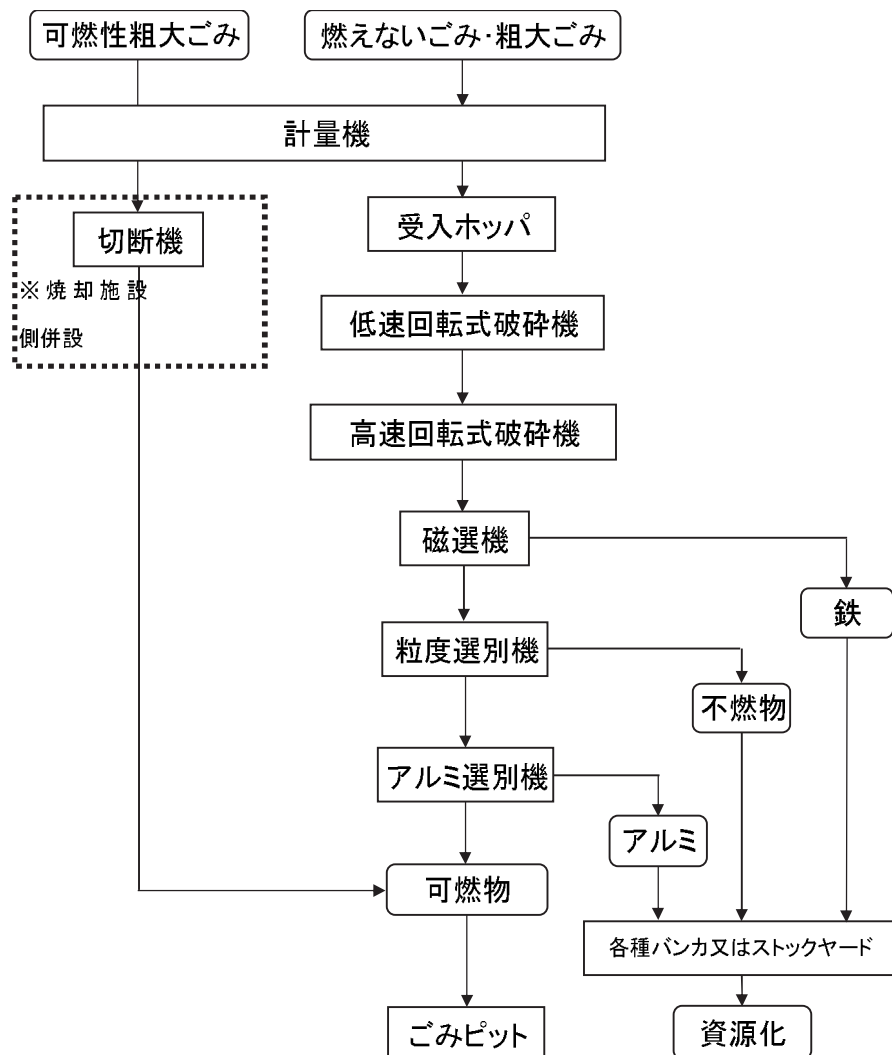 可燃性粗大ごみ
燃えないごみ・粗大ごみ
計量機
切断機
※焼却施設
側併設
受入ホッパ
低速回転式破砕機
高速回転式破砕機
磁選機
鉄
粒度選別機
不燃物
アルミ選別機
アルミ
可燃物
各種バンカ又はストックヤード
ごみピット
資源化